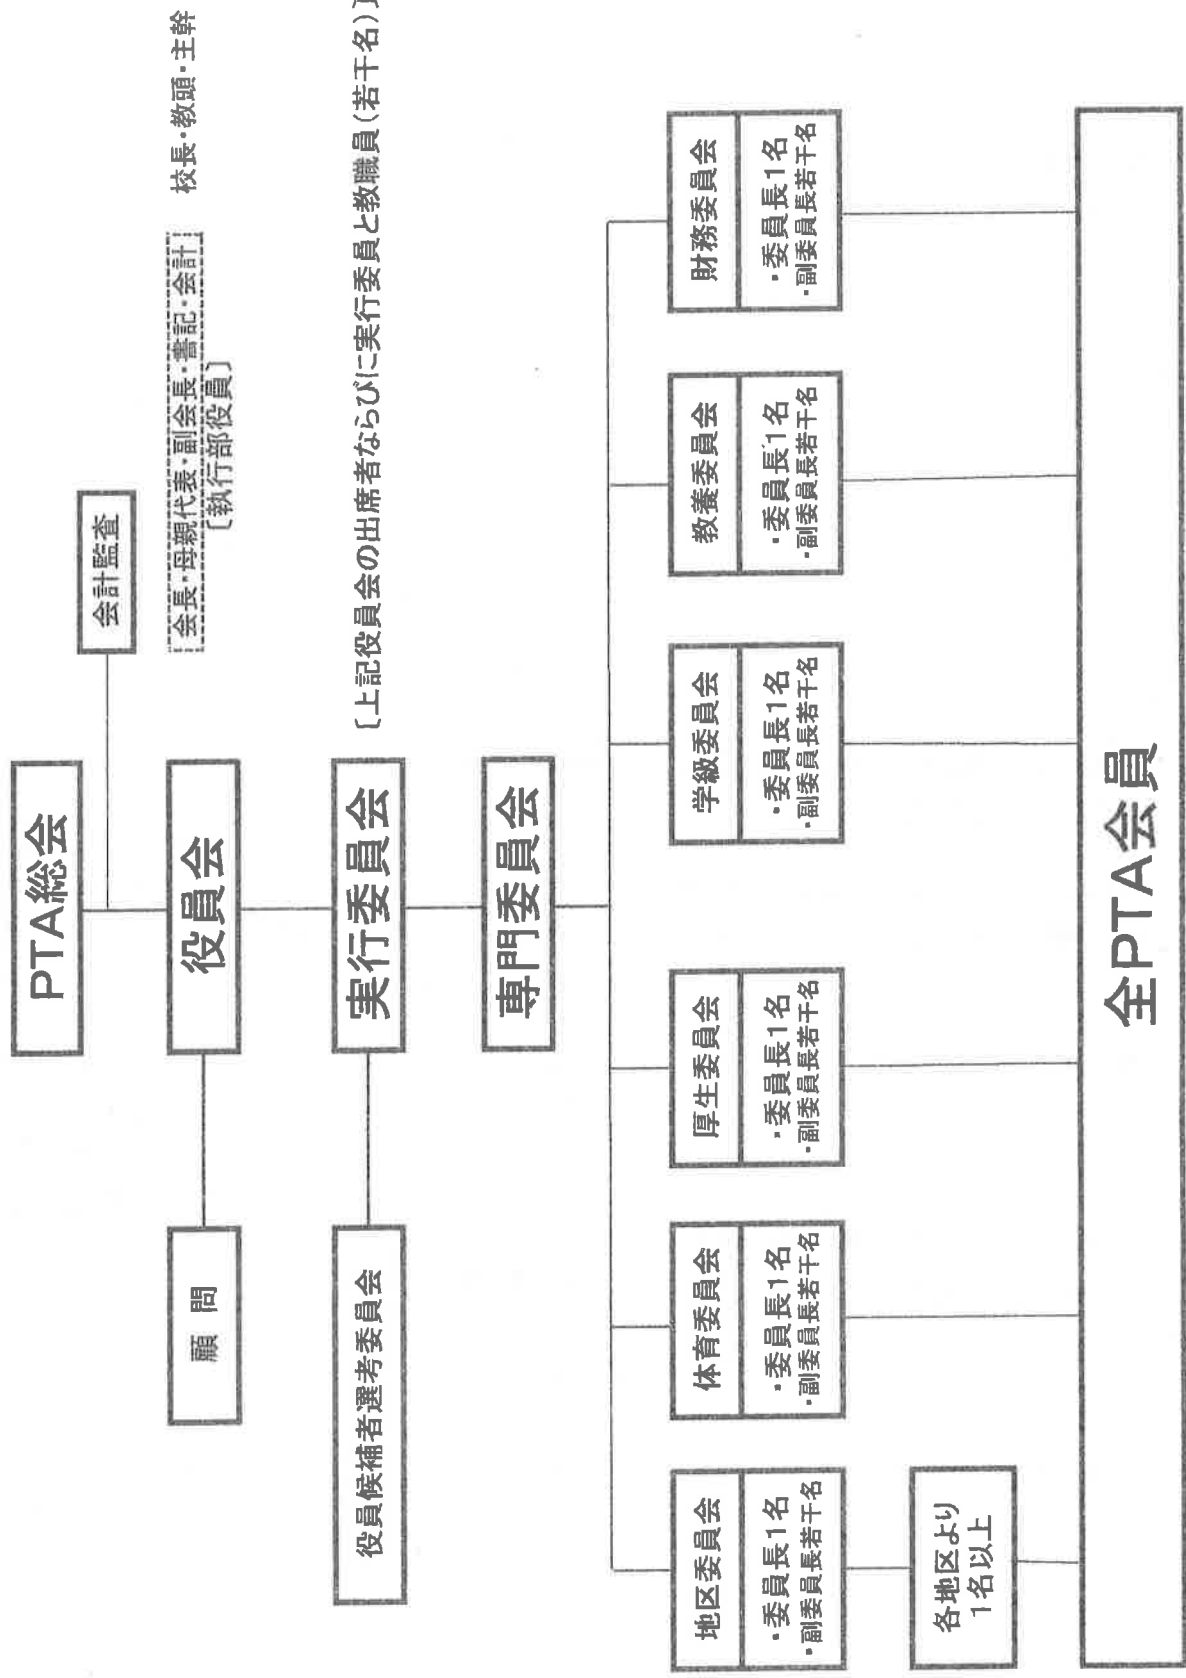 PTA総会
会計監査
役員会
会長・母親代表・副会長・書記・会計
校長・教頭・主幹
〔執行部役員〕
顧問
実行委員会
〔上記役員会の出席者ならびに実行委員と教職員(若干名)〕
役員候補者選考委員会
専門委員会
地区委員会
・委員長1名
・副委員長若干名
体育委員会
・委員長1名
・副委員長若干名
厚生委員会
・委員長1名
・副委員長若干名
学級委員会
・委員長1名
・副委員長若干名
教養委員会
・委員長1名
・副委員長若干名
財務委員会
・委員長1名
・副委員長若干名
各地区より
1名以上
全PTA会員